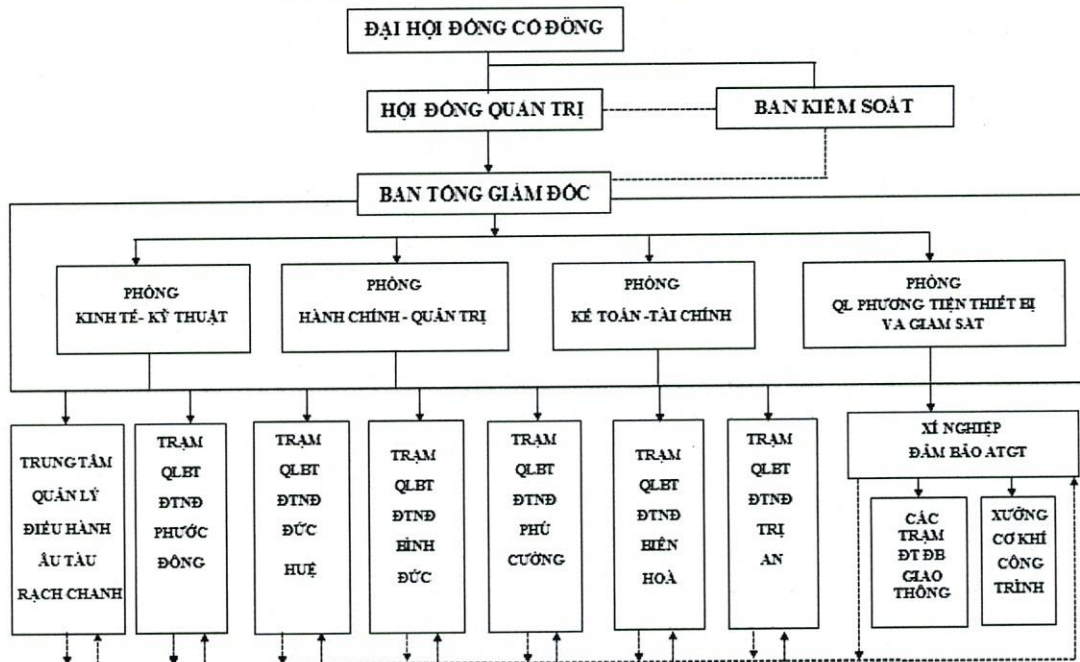 ĐẠI HỘI ĐỒNG CỔ ĐÔNG
HỘI ĐỒNG QUẢN TRỊ
BAN KIỂM SOÁT
BAN TỔNG GIÁM ĐỐC
PHÒNG
KINH TẾ- KỸ THUẬT
PHÒNG
HÀNH CHÍNH - QUẢN TRỊ
PHÒNG
KẾ TOÁN -TÀI CHÍNH
PHÒNG
QL PHƯƠNG TIỆN THIẾT BỊ
VA GIAM SAT
TRUNG TÂM
QUẢN LÝ
ĐIỀU HÀNH
ÂU TÀU
RẠCH CHANH
TRẠM
QLBT
ĐTNĐ
PHƯỚC
ĐÔNG
TRẠM
QLBT
ĐTNĐ
ĐỨC
HUỆ
TRẠM
QLBT
ĐTNĐ
BÌNH
ĐỨC
TRẠM
QLBT
ĐTNĐ
PHÚ
CƯỜNG
TRẠM
QLBT
ĐTNĐ
BIÊN
HOÀ
TRẠM
QLBT
ĐTNĐ
TRỊ
AN
XÍ NGHIỆP
ĐẢM BẢO ATGT
CÁC
TRẠM
ĐT ĐB
GIAO
THÔNG
XƯỞNG
CƠ KHÍ
CÔNG
TRÌNH